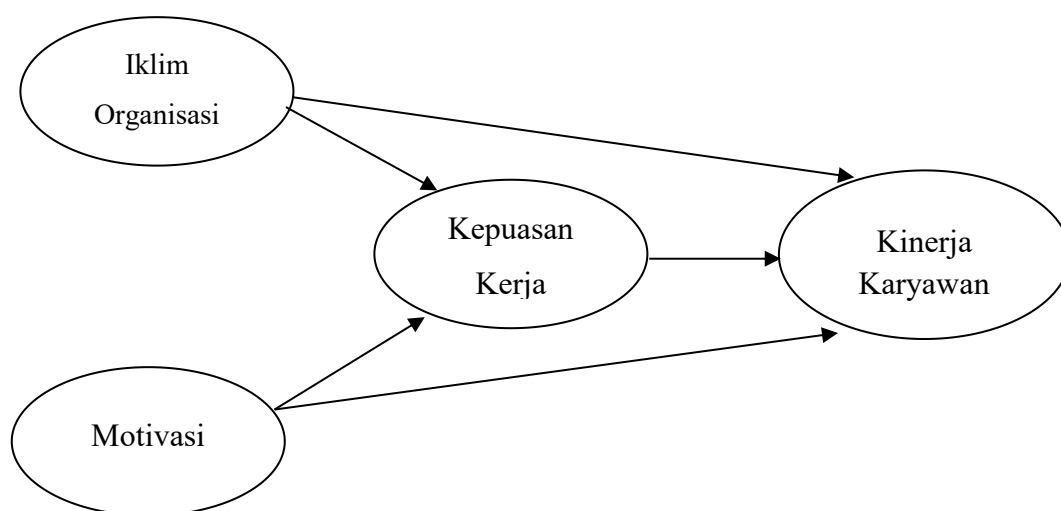 Iklim
Organisasi
Kepuasan
Kerja
Kinerja
Karyawan
Motivasi